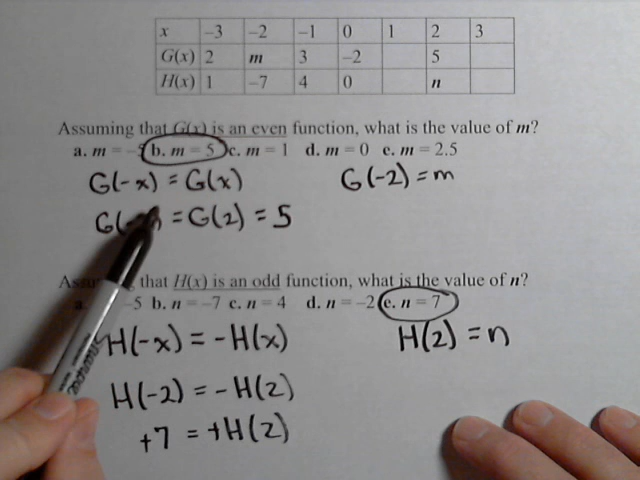 x −3 −2 −1 0 1 2 3
G(x) 2 m 3 −2 5
H(x) 1 −7 4 0 n
Assuming that G(x) is an even function, what is the value of m?
a. m = −5 b. m = 5 c. m = 1 d. m = 0 e. m = 2.5
G(-x) = G(x) G(-2) = m
= G(2) = 5
that H(x) is an odd function, what is the value of n?
−5 b. n = −7 c. n = 4 d. n = −2 e. n = 7
H(-x) = -H(x) H(2) = n
H(-2) = -H(2)
+7 = +H(2)